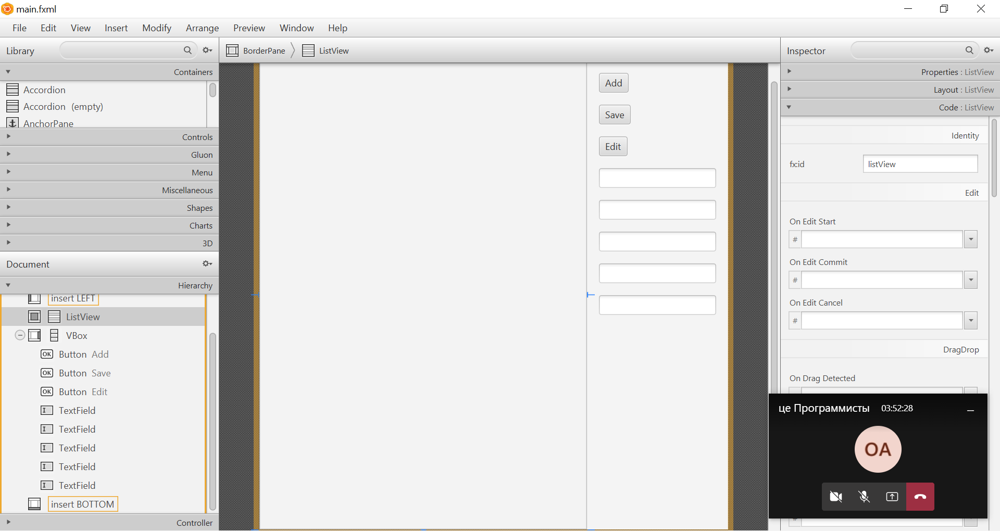 main.fxml
File Edit View Insert Modify Arrange Preview Window Help
Library
Containers
Accordion
Accordion (empty)
AnchorPane
Controls
Gluon
Menu
Miscellaneous
Shapes
Charts
3D
Document
Hierarchy
insert LEFT
ListView
VBox
OK Button Add
OK Button Save
OK Button Edit
TextField
TextField
TextField
TextField
TextField
insert BOTTOM
Controller
BorderPane ListView
Add
Save
Edit
Inspector
Properties : ListView
Layout : ListView
Code : ListView
Identity
fx:id listView
Edit
On Edit Start
#
On Edit Commit
#
On Edit Cancel
#
DragDrop
On Drag Detected
це Программисты 03:52:28
OA
#